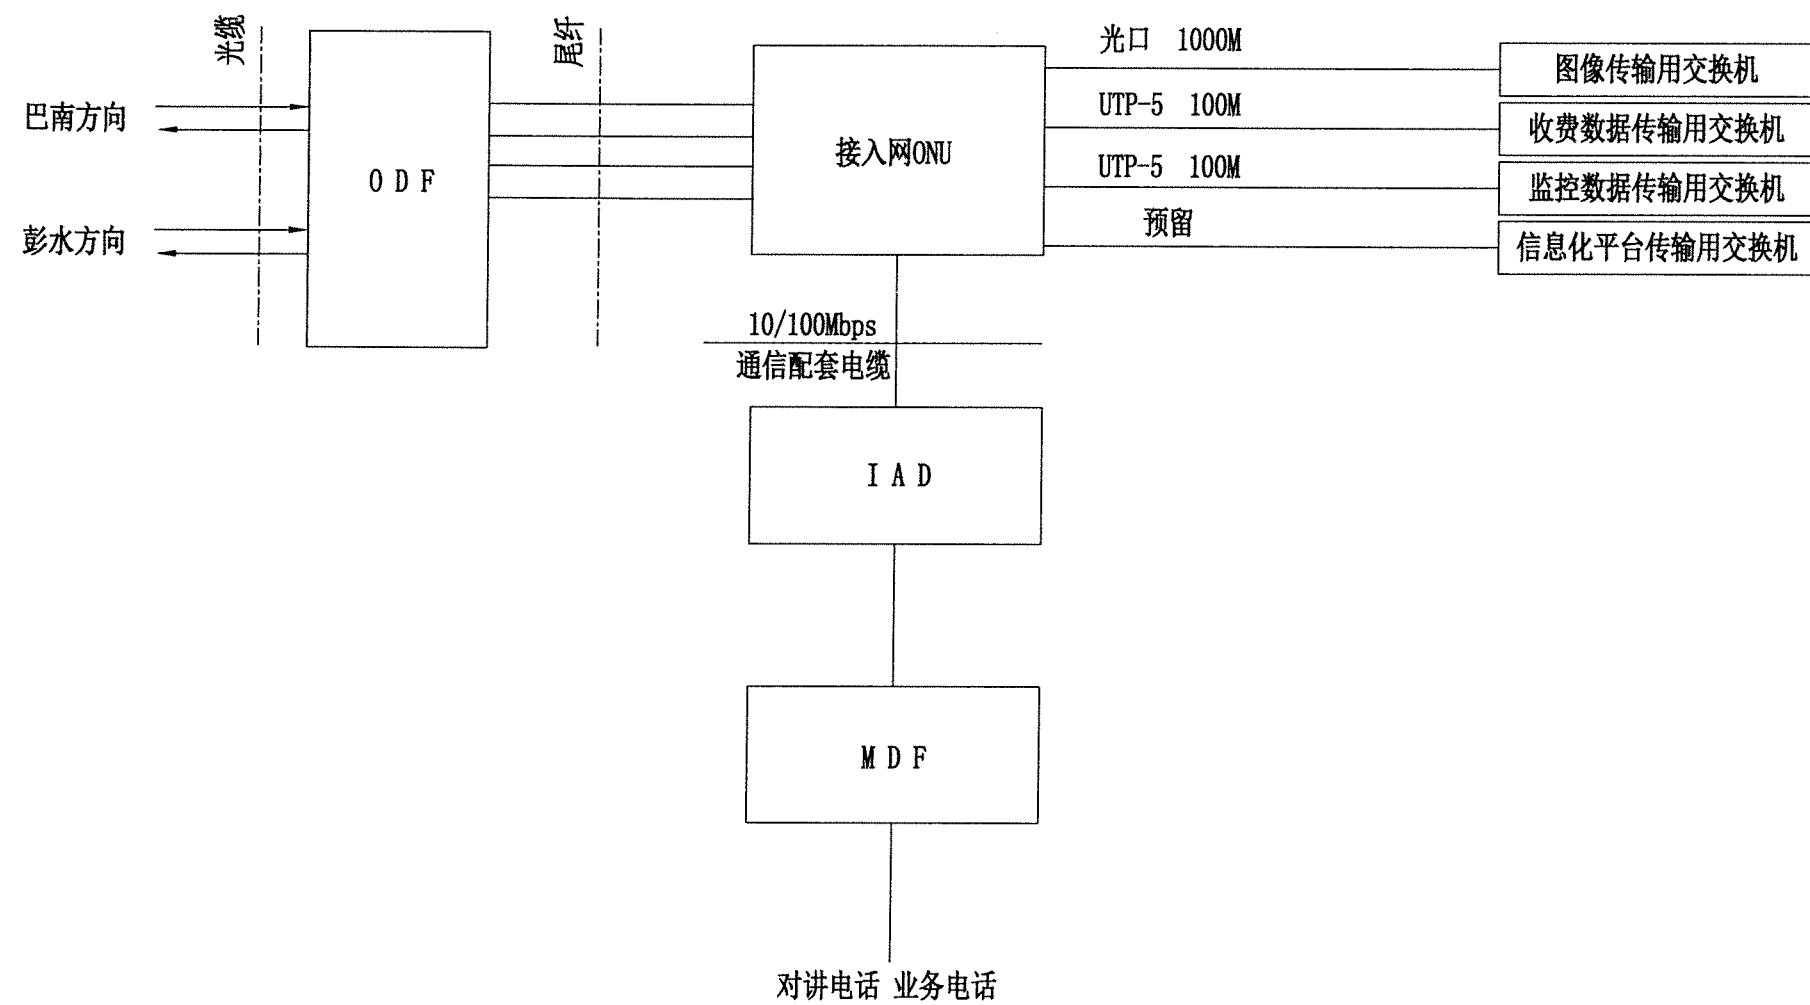 光缆
尾纤
光口 1000M
图像传输用交换机
巴南方向
UTP-5 100M
收费数据传输用交换机
O D F
接入网ONU
UTP-5 100M
监控数据传输用交换机
彭水方向
预留
信息化平台传输用交换机
10/100Mbps
通信配套电缆
I A D
M D F
对讲电话 业务电话